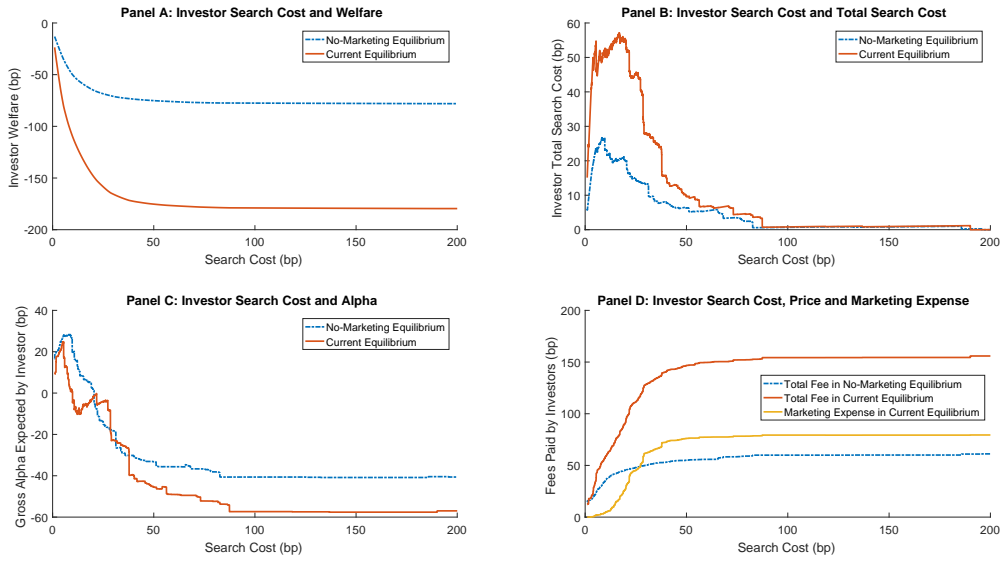 Panel A: Investor Search Cost and Welfare
0
-50
-100
-150
-200
Investor Welfare (bp)
No-Marketing Equilibrium
Current Equilibrium
0 50 100 150 200
Search Cost (bp)
Panel B: Investor Search Cost and Total Search Cost
60
50
40
30
20
10
0
Investor Total Search Cost (bp)
No-Marketing Equilibrium
Current Equilibrium
0 50 100 150 200
Search Cost (bp)
Panel C: Investor Search Cost and Alpha
40
20
0
-20
-40
-60
Gross Alpha Expected by Investor (bp)
No-Marketing Equilibrium
Current Equilibrium
0 50 100 150 200
Search Cost (bp)
Panel D: Investor Search Cost, Price and Marketing Expense
200
150
100
50
0
Fees Paid by Investors (bp)
Total Fee in No-Marketing Equilibrium
Total Fee in Current Equilibrium
Marketing Expense in Current Equilibrium
0 50 100 150 200
Search Cost (bp)